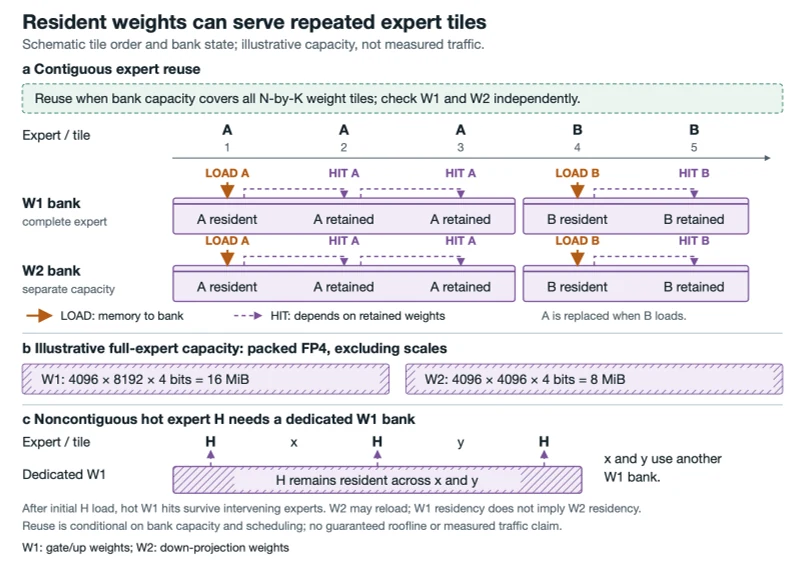 Resident weights can serve repeated expert tiles
Schematic tile order and bank state; illustrative capacity, not measured traffic.
a Contiguous expert reuse
Reuse when bank capacity covers all N-by-K weight tiles; check W1 and W2 independently.
Expert / tile A A A B B
1 2 3 4 5
LOAD A HIT A HIT A LOAD B HIT B
W1 bank
complete expert
A resident A retained A retained B resident B retained
LOAD A HIT A HIT A LOAD B HIT B
W2 bank
separate capacity
A resident A retained A retained B resident B retained
LOAD: memory to bank HIT: depends on retained weights A is replaced when B loads.
b Illustrative full-expert capacity: packed FP4, excluding scales
W1: 4096 × 8192 × 4 bits = 16 MiB W2: 4096 × 4096 × 4 bits = 8 MiB
c Noncontiguous hot expert H needs a dedicated W1 bank
Expert / tile H x H y H
x and y use another
W1 bank.
Dedicated W1 H remains resident across x and y
After initial H load, hot W1 hits survive intervening experts. W2 may reload; W1 residency does not imply W2 residency.
Reuse is conditional on bank capacity and scheduling; no guaranteed roofline or measured traffic claim.
W1: gate/up weights; W2: down-projection weights